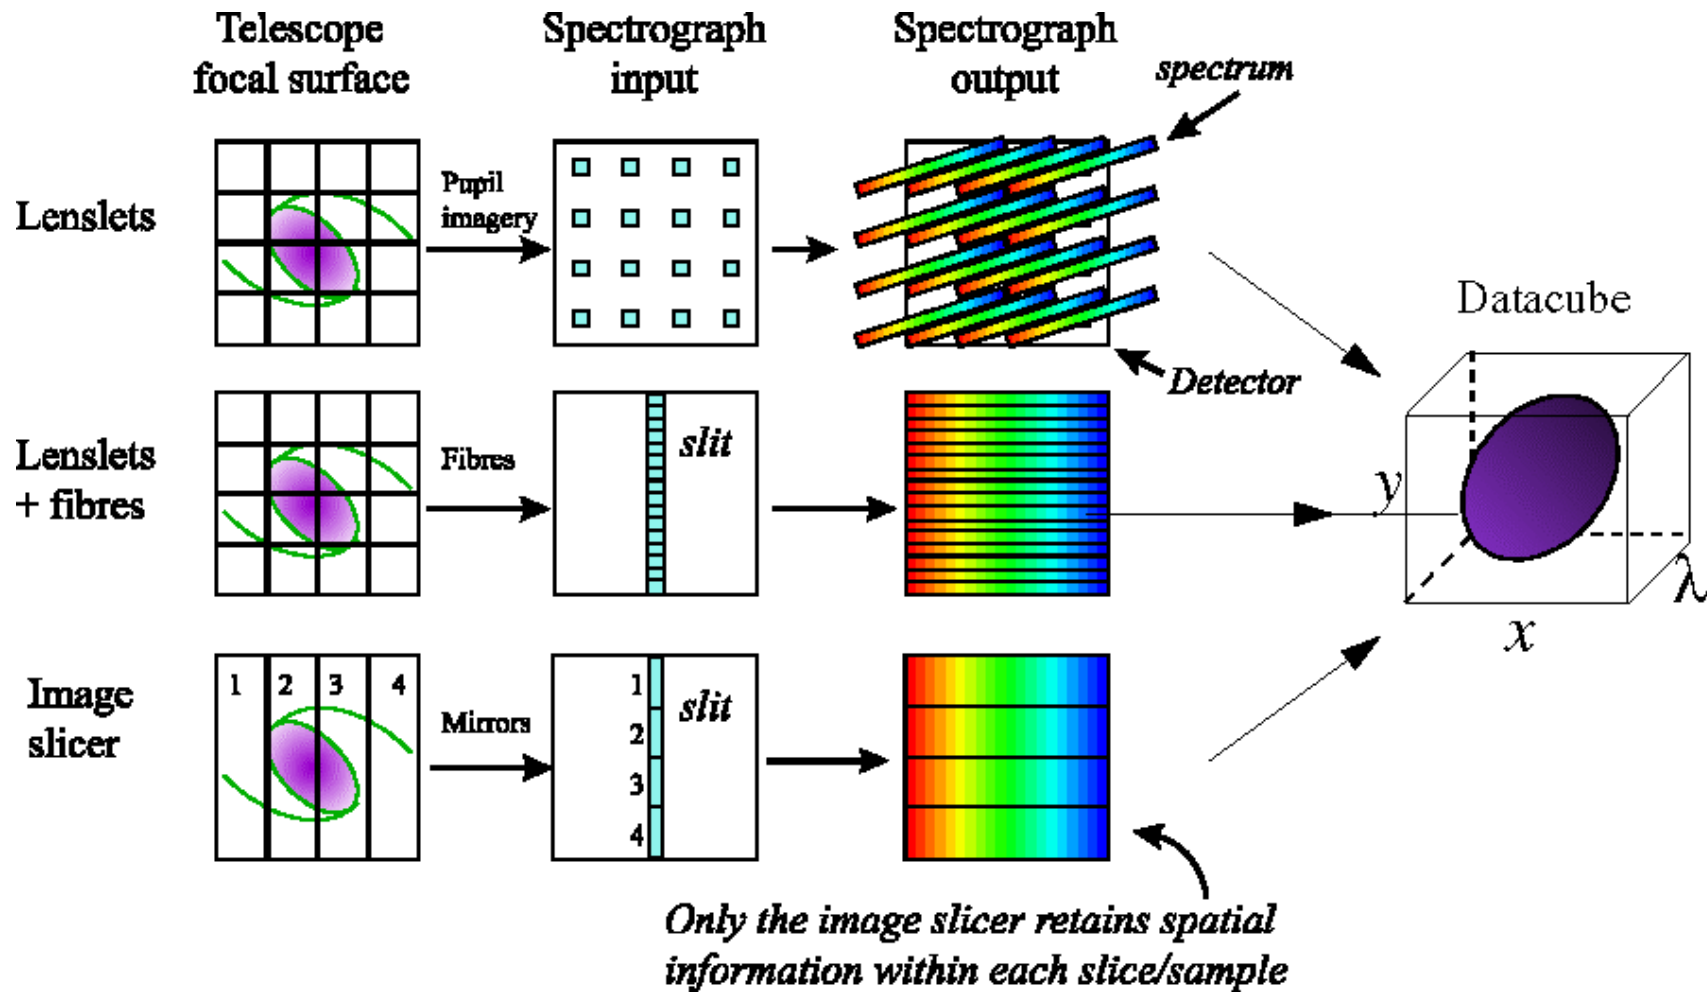 Telescope
focal surface
Spectrograph
input
Spectrograph
output
spectrum
Lenslets
Pupil
imagery
Detector
Datacube
Lenslets
+ fibres
Fibres
slit
y
λ
x
Image
slicer
1 2 3 4
Mirrors
1
2
3
4
slit
Only the image slicer retains spatial
information within each slice/sample